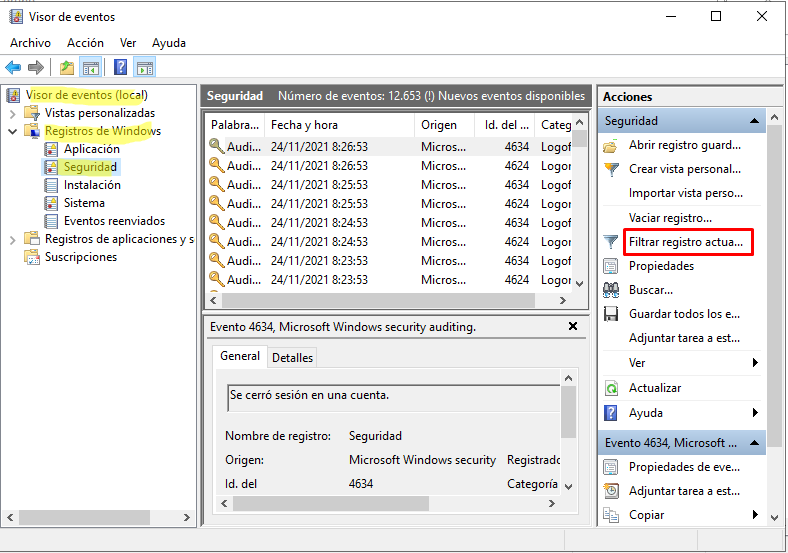 Visor de eventos
Archivo Acción Ver Ayuda
Visor de eventos (local)
Vistas personalizadas
Registros de Windows
Aplicación
Seguridad
Instalación
Sistema
Eventos reenviados
Registros de aplicaciones y s
Suscripciones
Seguridad Número de eventos: 12.653 (!) Nuevos eventos disponibles
Palabra... Fecha y hora Origen Id. del ... Categ
Audi... 24/11/2021 8:26:53 Micros... 4634 Logof
Audi... 24/11/2021 8:26:53 Micros... 4624 Logor
Audi... 24/11/2021 8:25:53 Micros... 4634 Logof
Audi... 24/11/2021 8:25:53 Micros... 4624 Logor
Audi... 24/11/2021 8:24:53 Micros... 4634 Logof
Audi... 24/11/2021 8:24:53 Micros... 4624 Logor
Audi... 24/11/2021 8:23:53 Micros... 4634 Logof
Audi... 24/11/2021 8:23:53 Micros... 4624 Logor
Evento 4634, Microsoft Windows security auditing.
General Detalles
Se cerró sesión en una cuenta.
Nombre de registro: Seguridad
Origen: Microsoft Windows security Registrado
Id. del 4634 Categoría
Acciones
Seguridad
Abrir registro guard...
Crear vista personal...
Importar vista perso...
Vaciar registro...
Filtrar registro actua...
Propiedades
Buscar...
Guardar todos los e...
Adjuntar tarea a est...
Ver
Actualizar
Ayuda
Evento 4634, Microsoft ...
Propiedades de eve...
Adjuntar tarea a est...
Copiar